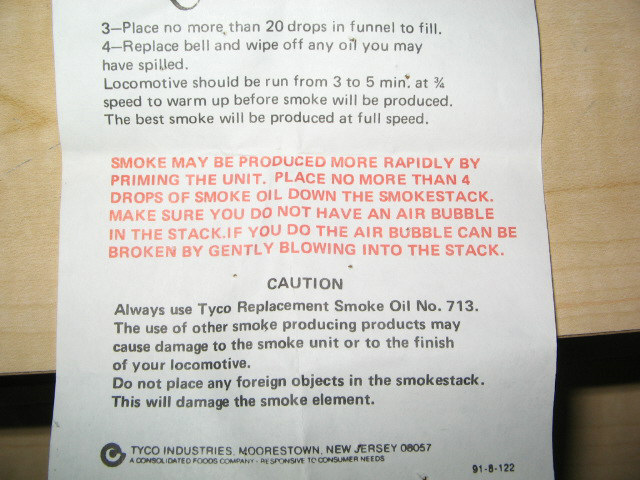 3—Place no more than 20 drops in funnel to fill.
4—Replace bell and wipe off any oil you may
have spilled.
Locomotive should be run from 3 to 5 min. at ¾
speed to warm up before smoke will be produced.
The best smoke will be produced at full speed.
SMOKE MAY BE PRODUCED MORE RAPIDLY BY
PRIMING THE UNIT. PLACE NO MORE THAN 4
DROPS OF SMOKE OIL DOWN THE SMOKESTACK.
MAKE SURE YOU DO NOT HAVE AN AIR BUBBLE
IN THE STACK.IF YOU DO THE AIR BUBBLE CAN BE
BROKEN BY GENTLY BLOWING INTO THE STACK.
CAUTION
Always use Tyco Replacement Smoke Oil No. 713.
The use of other smoke producing products may
cause damage to the smoke unit or to the finish
of your locomotive.
Do not place any foreign objects in the smokestack.
This will damage the smoke element.
TYCO INDUSTRIES, MOORESTOWN, NEW JERSEY 08057
A CONSOLIDATED FOODS COMPANY - RESPONSIVE TO CONSUMER NEEDS
91-8-122